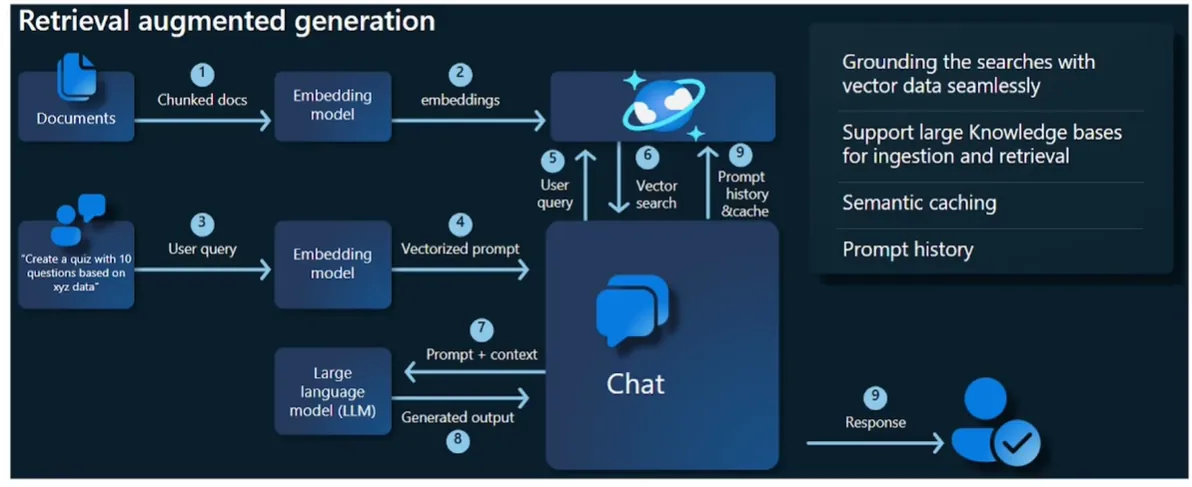 Retrieval augmented generation
1
Chunked docs
2
embeddings
Documents
Embedding
model
5
User
query
6
Vector
search
9
Prompt
history
&cache
3
User query
4
Vectorized prompt
"Create a quiz with 10
questions based on
xyz data"
Embedding
model
7
Prompt + context
Large
language
model (LLM)
Generated output
8
Chat
9
Response
Grounding the searches with
vector data seamlessly
Support large Knowledge bases
for ingestion and retrieval
Semantic caching
Prompt history